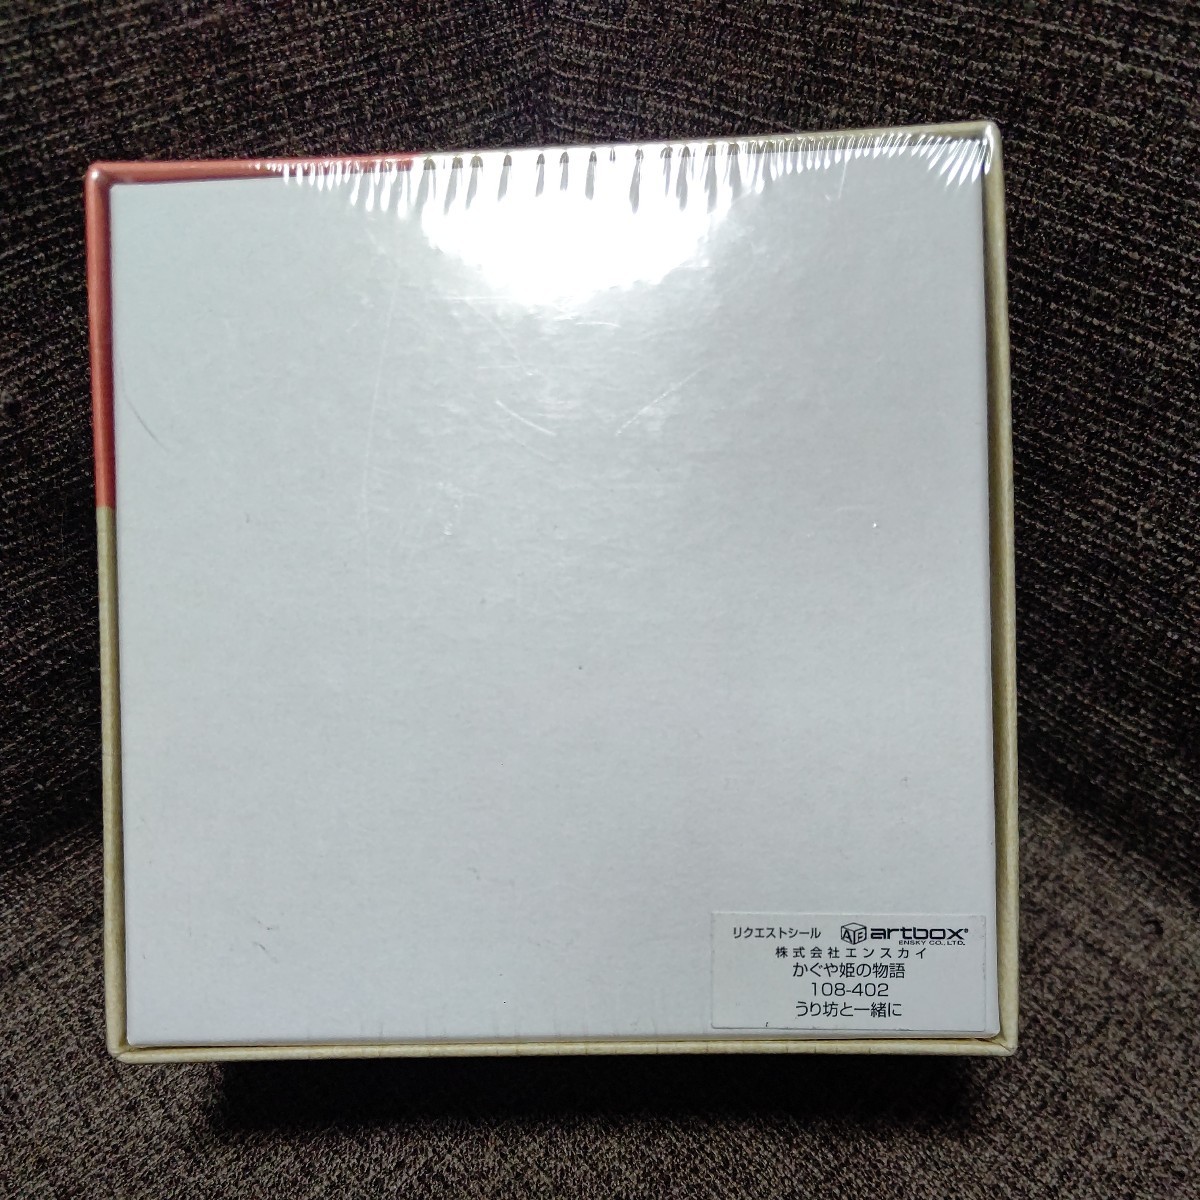 リクエストシール artbox®
ENSKY CO., LTD.
株式会社エンスカイ
かぐや姫の物語
108-402
うり坊と一緒に